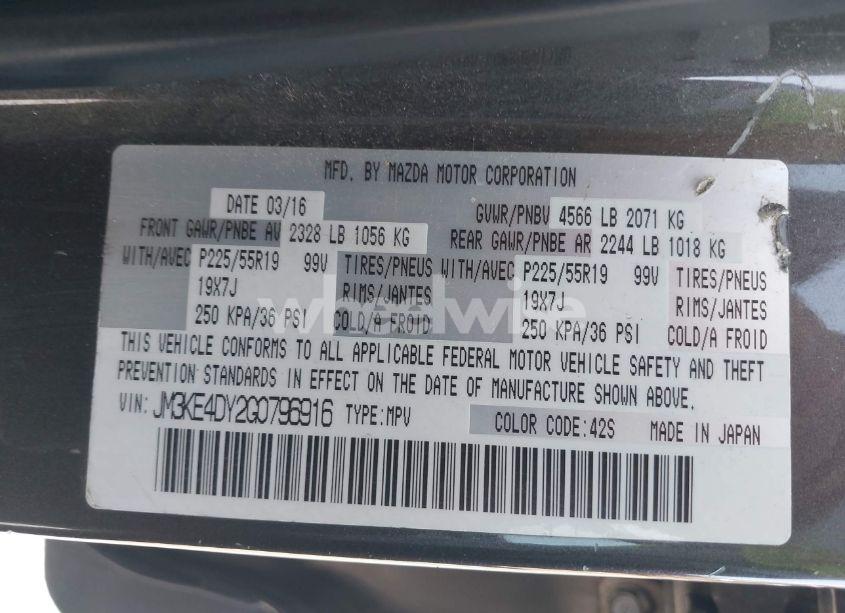 MFD. BY MAZDA MOTOR CORPORATION
DATE 03/16 GVWR/PNBV 4566 LB 2071 KG
FRONT GAWR/PNBE AV 2328 LB 1056 KG REAR GAWR/PNBE AR 2244 LB 1018 KG
WITH/AVEC P225/55R19 99V TIRES/PNEUS WITH/AVEC P225/55R19 99V TIRES/PNEUS
19X7J RIMS/JANTES 19X7J RIMS/JANTES
250 KPA/36 PSI COLD/A FROID 250 KPA/36 PSI COLD/A FROID
wheelwise
THIS VEHICLE CONFORMS TO ALL APPLICABLE FEDERAL MOTOR VEHICLE SAFETY AND THEFT
PREVENTION STANDARDS IN EFFECT ON THE DATE OF MANUFACTURE SHOWN ABOVE.
VIN: JM3KE4DY2G0796916 TYPE:MPV COLOR CODE:42S MADE IN JAPAN